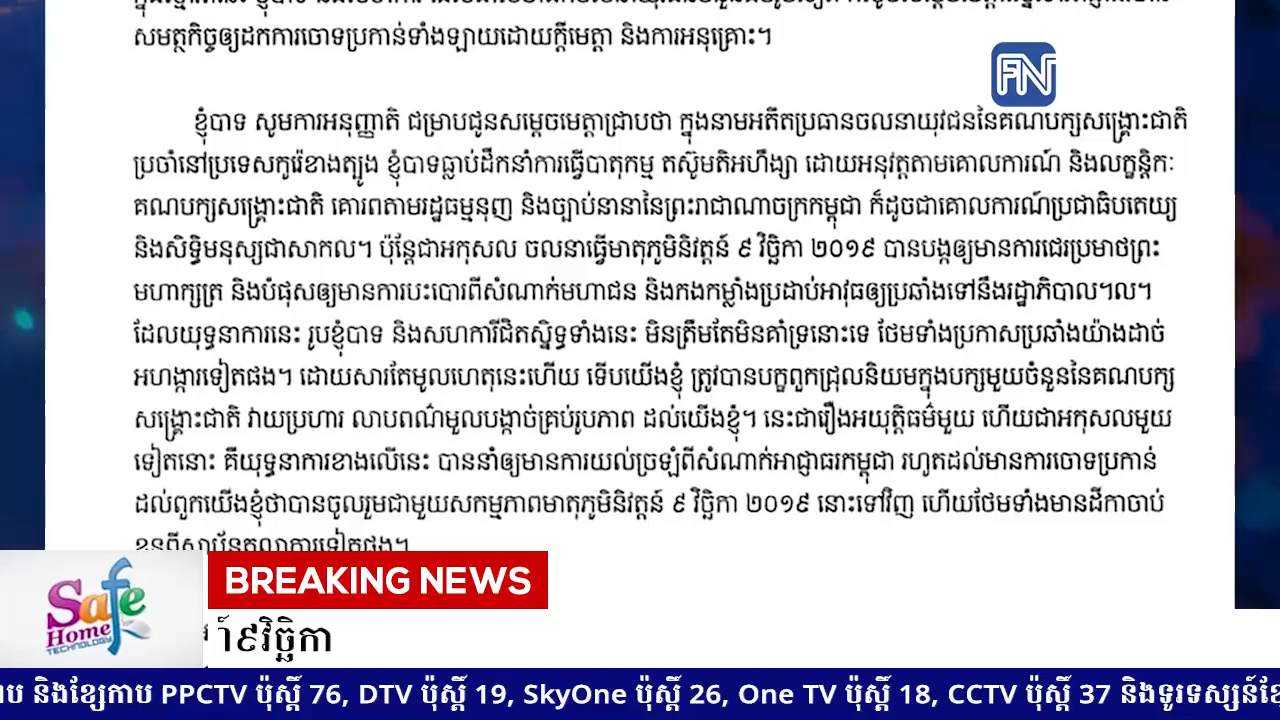 សមត្ថកិច្ចឲ្យដកការចោទប្រកាន់ទាំងឡាយដោយក្តីមេត្តា និងការអនុគ្រោះ។
FN
ខ្ញុំបាទ សូមការអនុញ្ញាតិ ជម្រាបជូនសម្តេចមេត្តាជ្រាបថា ក្នុងនាមអតីតប្រធានចលនាយុវជននៃគណបក្សសង្គ្រោះជាតិ
ប្រចាំនៅប្រទេសកូរ៉េខាងត្បូង ខ្ញុំបាទធ្លាប់ដឹកនាំការធ្វើបាតុកម្ម តស៊ូមតិអហឹង្សា ដោយអនុវត្តតាមគោលការណ៍ និងលក្ខន្តិកៈ
គណបក្សសង្គ្រោះជាតិ គោរពតាមរដ្ឋធម្មនុញ និងច្បាប់នានានៃព្រះរាជាណាចក្រកម្ពុជា ក៏ដូចជាគោលការណ៍ប្រជាធិបតេយ្យ
និងសិទ្ធិមនុស្សជាសាកល។ ប៉ុន្តែជាអកុសល ចលនាធ្វើមាតុភូមិនិវត្តន៍ ៩ វិច្ឆិកា ២០១៩ បានបង្កឲ្យមានការជេរប្រមាថព្រះ
មហាក្សត្រ និងបំផុសឲ្យមានការបះបោរពីសំណាក់មហាជន និងកងកម្លាំងប្រដាប់អាវុធឲ្យប្រឆាំងទៅនឹងរដ្ឋាភិបាល។ល។
ដែលយុទ្ធនាការនេះ រូបខ្ញុំបាទ និងសហការីជិតស្និទ្ធទាំងនេះ មិនត្រឹមតែមិនគាំទ្រនោះទេ ថែមទាំងប្រកាសប្រឆាំងយ៉ាងដាច់
អហង្ការទៀតផង។ ដោយសារតែមូលហេតុនេះហើយ ទើបយើងខ្ញុំ ត្រូវបានបក្ខពួកជ្រុលនិយមក្នុងបក្សមួយចំនួននៃគណបក្ស
សង្គ្រោះជាតិ វាយប្រហារ លាបពណ៌មួលបង្កាច់គ្រប់រូបភាព ដល់យើងខ្ញុំ។ នេះជារឿងអយុត្តិធម៌មួយ ហើយជាអកុសលមួយ
ទៀតនោះ គឺយុទ្ធនាការខាងលើនេះ បាននាំឲ្យមានការយល់ច្រឡំពីសំណាក់អាជ្ញាធរកម្ពុជា រហូតដល់មានការចោទប្រកាន់
ដល់ពួកយើងខ្ញុំថាបានចូលរួមជាមួយសកម្មភាពមាតុភូមិនិវត្តន៍ ៩ វិច្ឆិកា ២០១៩ នោះទៅវិញ ហើយថែមទាំងមានដីកាចាប់
ខ្លួនពីស្ថាប័នតុលាការទៀតផង។
Safe
Home
TECHNOLOGY
BREAKING NEWS
៩វិច្ឆិកា
និងខ្សែកាប PPCTV ប៉ុស្តិ៍ 76, DTV ប៉ុស្តិ៍ 19, SkyOne ប៉ុស្តិ៍ 26, One TV ប៉ុស្តិ៍ 18, CCTV ប៉ុស្តិ៍ 37 និងទូរទស្សន៍ខ្សែ